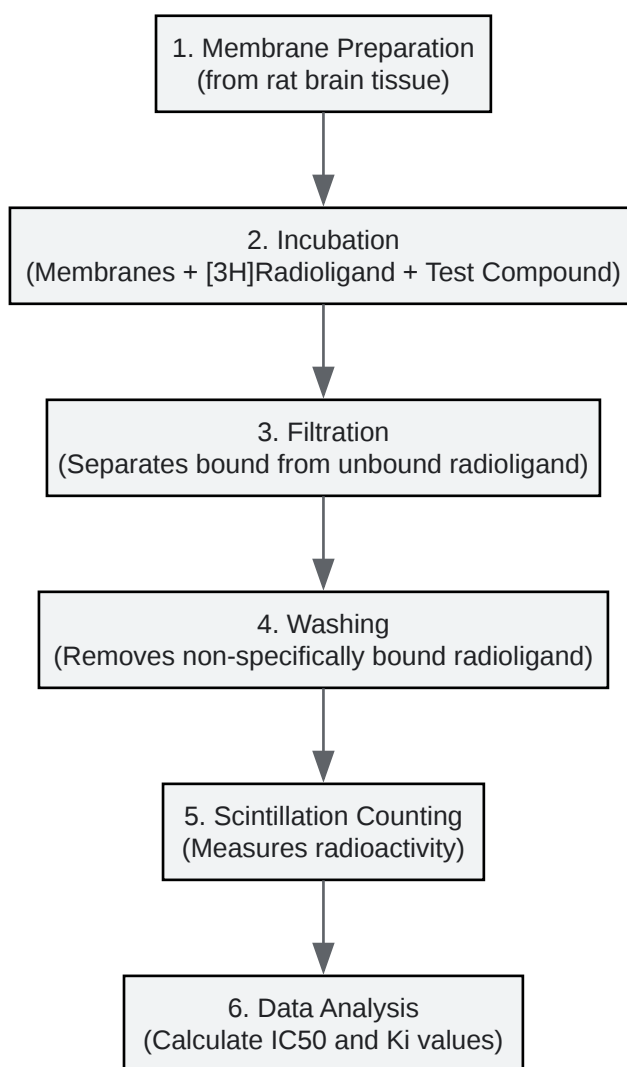 1. Membrane Preparation
(from rat brain tissue)
2. Incubation
(Membranes + [3H]Radioligand + Test Compound)
3. Filtration
(Separates bound from unbound radioligand)
4. Washing
(Removes non-specifically bound radioligand)
5. Scintillation Counting
(Measures radioactivity)
6. Data Analysis
(Calculate IC50 and Ki values)